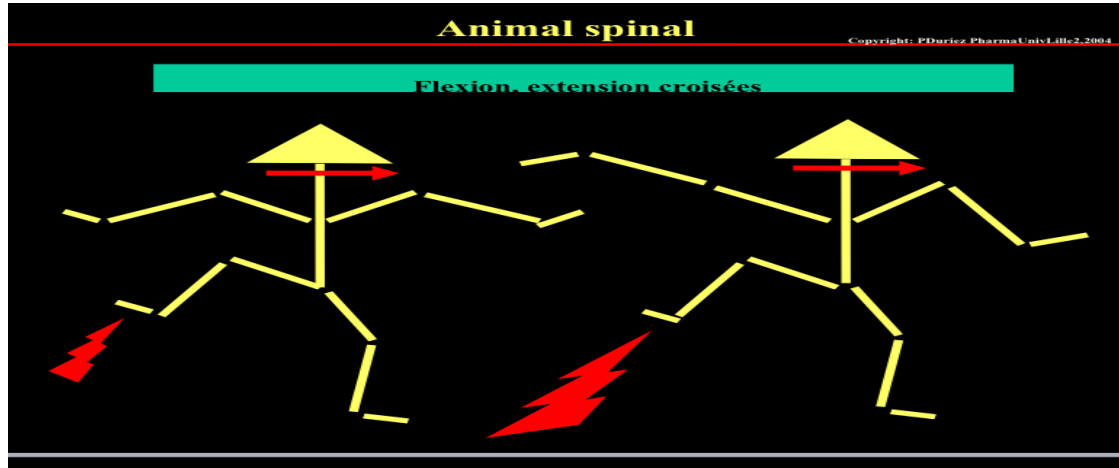 Animal spinal
Copyright: PDuriez PharmaUnivLille2,2004
Flexion, extension croisées